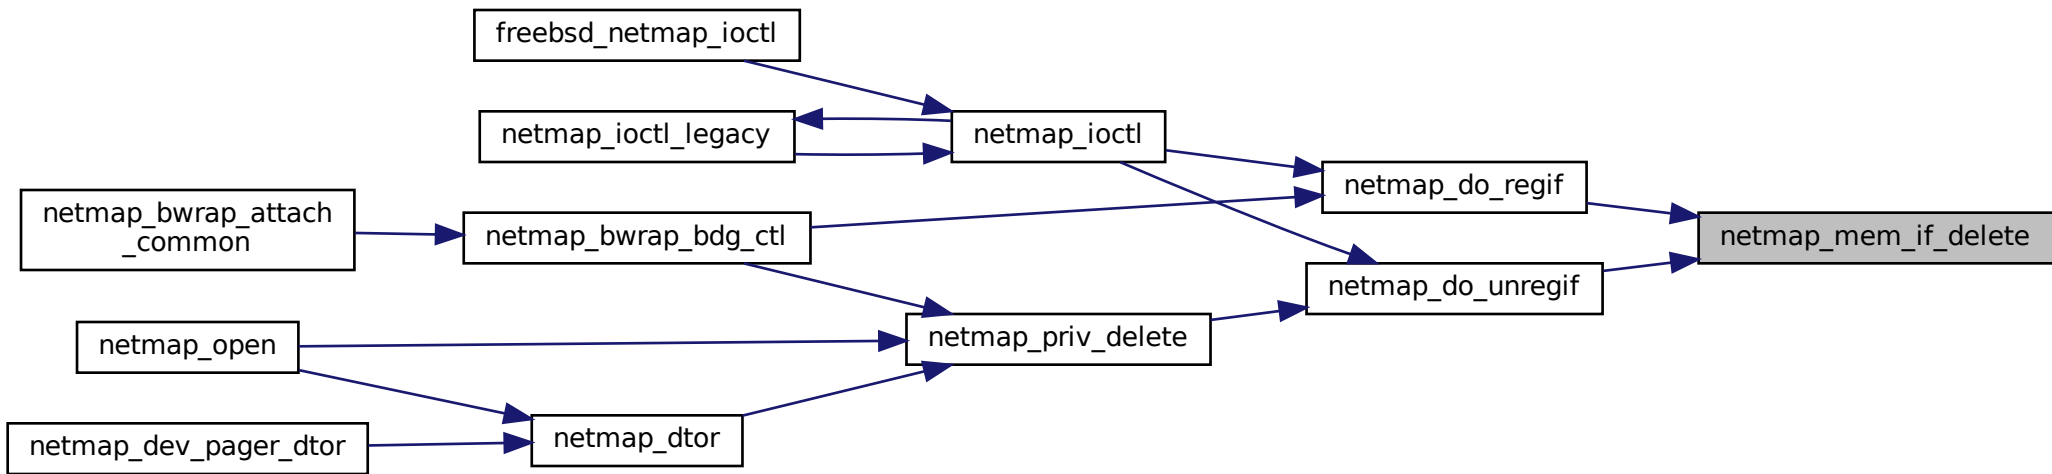 freebsd_netmap_ioctl
netmap_ioctl_legacy
netmap_ioctl
netmap_do_regif
netmap_bwrap_attach
_common
netmap_bwrap_bdg_ctl
netmap_mem_if_delete
netmap_do_unregif
netmap_open
netmap_priv_delete
netmap_dev_pager_dtor
netmap_dtor